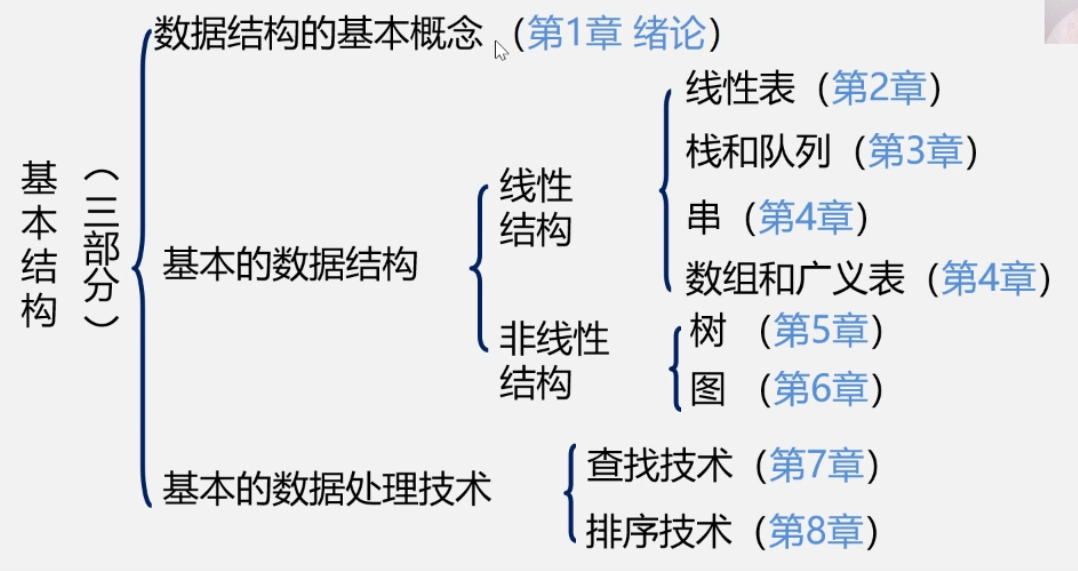 基本结构
（三部分）
数据结构的基本概念 （第1章 绪论）
基本的数据结构
线性
结构
线性表（第2章）
栈和队列（第3章）
串（第4章）
数组和广义表（第4章）
非线性
结构
树 （第5章）
图 （第6章）
基本的数据处理技术
查找技术（第7章）
排序技术（第8章）